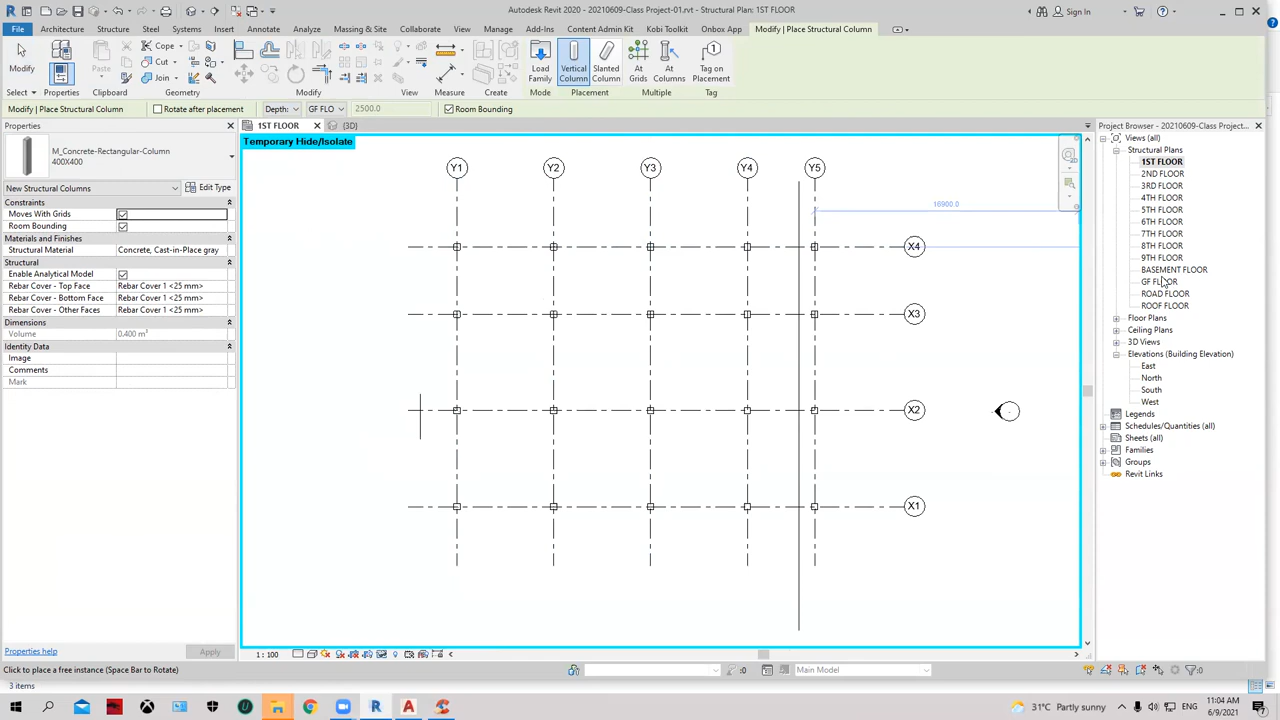 Autodesk Revit 2020 - 20210609-Class Project-01.rvt - Structural Plan: 1ST FLOOR
Sign In
File Architecture Structure Steel Systems Insert Annotate Analyze Massing & Site Collaborate View Manage Add-Ins Content Admin Kit Kobi Toolkit Onbox App Modify | Place Structural Column
Modify Properties Paste Cope Cut Join Load Family Vertical Column Slanted Column At Grids At Columns Tag on Placement
Select Properties Clipboard Geometry Modify View Measure Create Mode Placement Multiple Tag
Modify | Place Structural Column Rotate after placement Depth: GF FLO 2500.0 Room Bounding
Properties
M_Concrete-Rectangular-Column
400X400
New Structural Columns Edit Type
Constraints
Moves With Grids
Room Bounding
Materials and Finishes
Structural Material Concrete, Cast-in-Place gray
Structural
Enable Analytical Model
Rebar Cover - Top Face Rebar Cover 1 <25 mm>
Rebar Cover - Bottom Face Rebar Cover 1 <25 mm>
Rebar Cover - Other Faces Rebar Cover 1 <25 mm>
Dimensions
Volume 0.400 m³
Identity Data
Image
Comments
Mark
Properties help Apply
1ST FLOOR {3D}
Temporary Hide/Isolate
Y1 Y2 Y3 Y4 Y5
16900.0
X4
X3
X2
X1
1 : 100
Project Browser - 20210609-Class Project...
Views (all)
Structural Plans
1ST FLOOR
2ND FLOOR
3RD FLOOR
4TH FLOOR
5TH FLOOR
6TH FLOOR
7TH FLOOR
8TH FLOOR
9TH FLOOR
BASEMENT FLOOR
GF FLOOR
ROAD FLOOR
ROOF FLOOR
Floor Plans
Ceiling Plans
3D Views
Elevations (Building Elevation)
East
North
South
West
Legends
Schedules/Quantities (all)
Sheets (all)
Families
Groups
Revit Links
Click to place a free instance (Space Bar to Rotate) :0 Main Model :0
3 items
31°C Partly sunny ENG 11:04 AM
6/9/2021